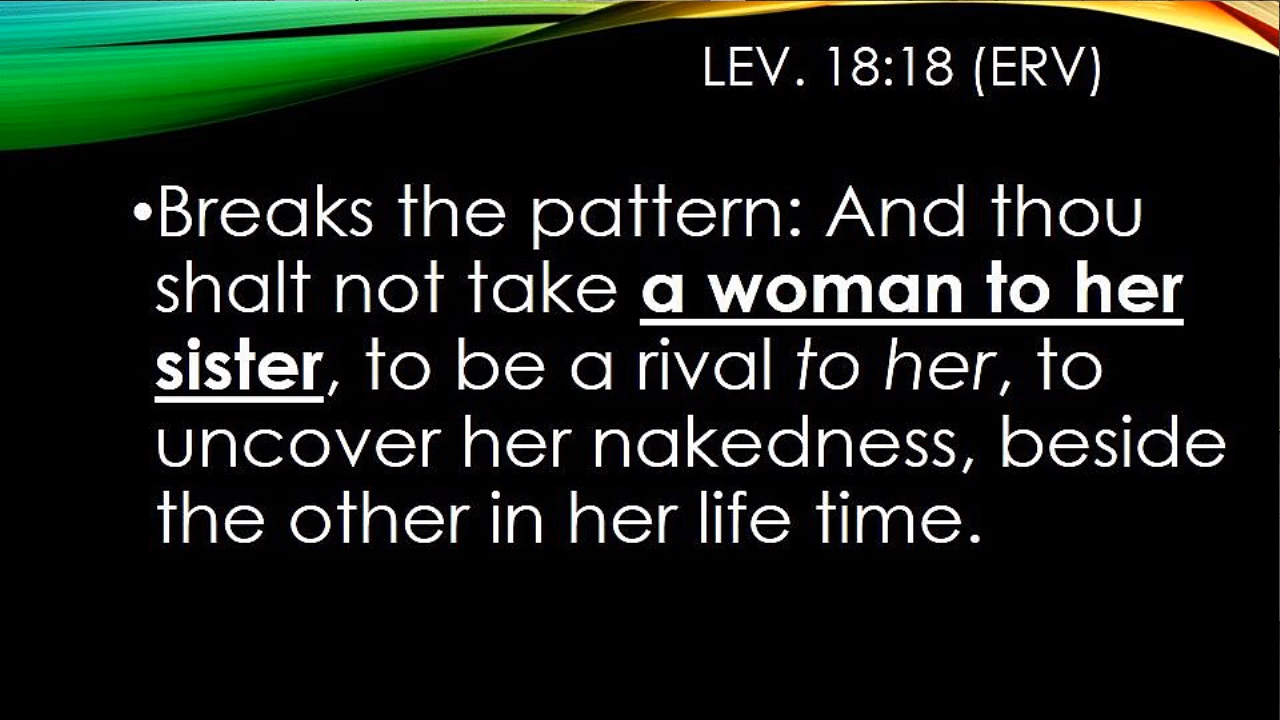 LEV. 18:18 (ERV)
•Breaks the pattern: And thou
shalt not take a woman to her
sister, to be a rival to her, to
uncover her nakedness, beside
the other in her life time.